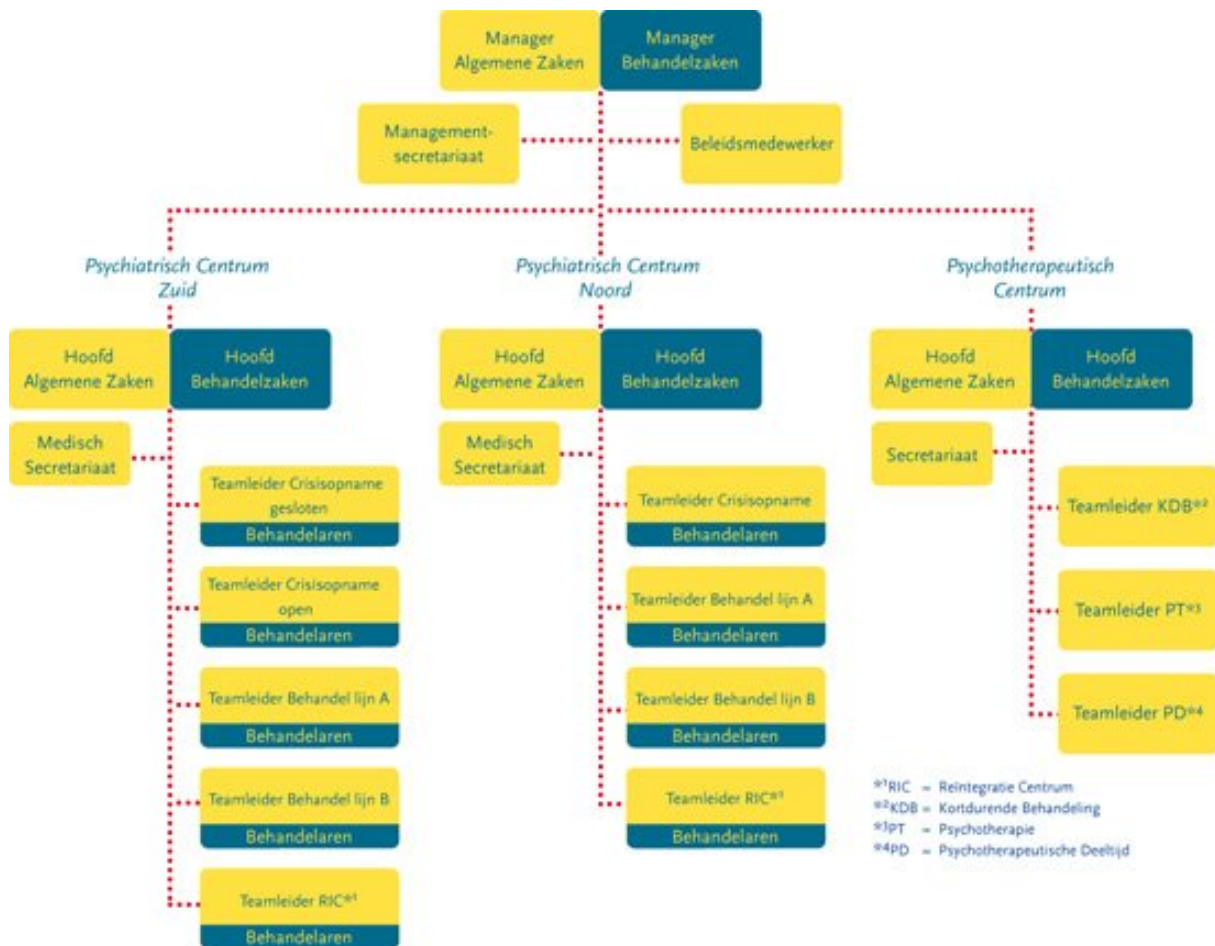 Manager
Algemene Zaken
Manager
Behandelzaken
Management-
secretariaat
Beleidsmedewerker
Psychiatrisch Centrum
Zuid
Hoofd
Algemene Zaken
Hoofd
Behandelzaken
Medisch
Secretariaat
Teamleider Crisisopname
gesloten
Behandelaren
Teamleider Crisisopname
open
Behandelaren
Teamleider Behandel lijn A
Behandelaren
Teamleider Behandel lijn B
Behandelaren
Teamleider RIC*¹
Behandelaren
Psychiatrisch Centrum
Noord
Hoofd
Algemene Zaken
Hoofd
Behandelzaken
Medisch
Secretariaat
Teamleider Crisisopname
Behandelaren
Teamleider Behandel lijn A
Behandelaren
Teamleider Behandel lijn B
Behandelaren
Teamleider RIC*¹
Behandelaren
Psychotherapeutisch
Centrum
Hoofd
Algemene Zaken
Hoofd
Behandelzaken
Secretariaat
Teamleider KDB*²
Teamleider PT*³
Teamleider PD*⁴
*¹RIC = Reïntegratie Centrum
*²KDB = Kortdurende Behandeling
*³PT = Psychotherapie
*⁴PD = Psychotherapeutische Deeltijd